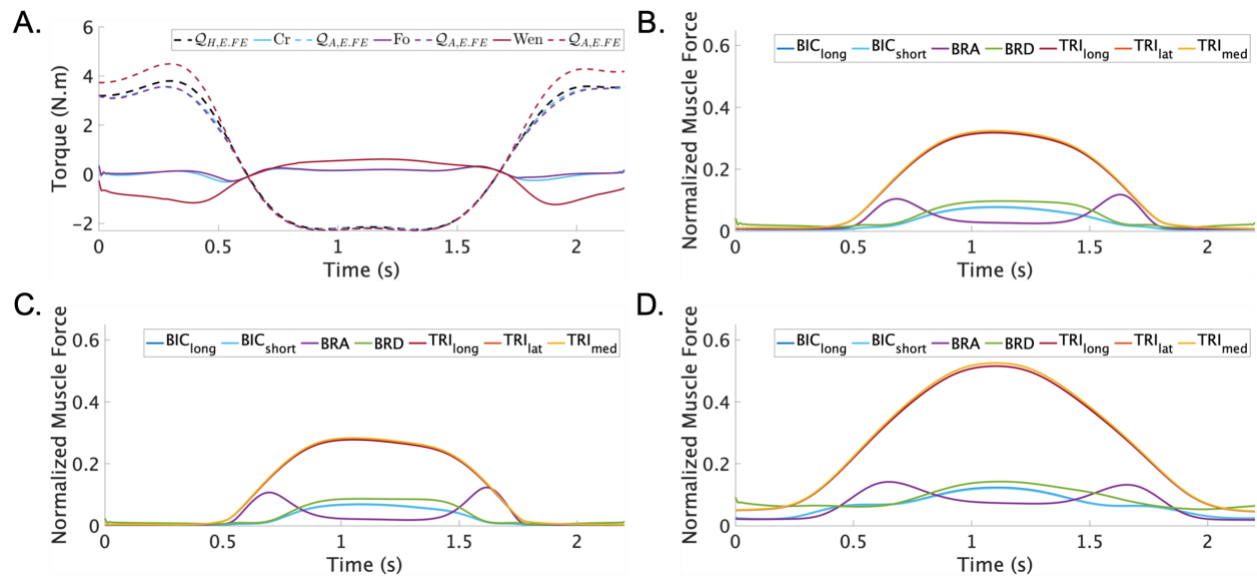 A.
𝒬H,E.FE Cr 𝒬A,E.FE Fo 𝒬A,E.FE Wen 𝒬A,E.FE
6
4
2
0
−2
Torque (N.m)
0 0.5 1 1.5 2
Time (s)
B.
BIClong BICshort BRA BRD TRIlong TRIlat TRImed
0.6
0.4
0.2
0
Normalized Muscle Force
0 0.5 1 1.5 2
Time (s)
C.
BIClong BICshort BRA BRD TRIlong TRIlat TRImed
0.6
0.4
0.2
0
Normalized Muscle Force
0 0.5 1 1.5 2
Time (s)
D.
BIClong BICshort BRA BRD TRIlong TRIlat TRImed
0.6
0.4
0.2
0
Normalized Muscle Force
0 0.5 1 1.5 2
Time (s)